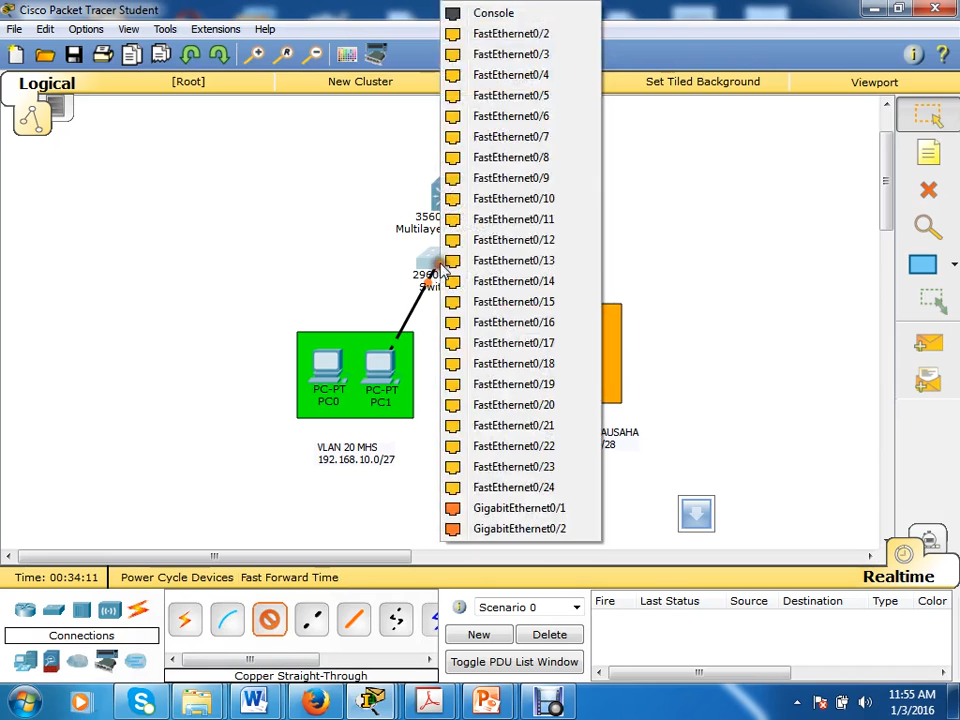 Cisco Packet Tracer Student
File Edit Options View Tools Extensions Help
Logical
[Root]
New Cluster
Set Tiled Background
Viewport
Console
FastEthernet0/2
FastEthernet0/3
FastEthernet0/4
FastEthernet0/5
FastEthernet0/6
FastEthernet0/7
FastEthernet0/8
FastEthernet0/9
FastEthernet0/10
FastEthernet0/11
FastEthernet0/12
FastEthernet0/13
FastEthernet0/14
FastEthernet0/15
FastEthernet0/16
FastEthernet0/17
FastEthernet0/18
FastEthernet0/19
FastEthernet0/20
FastEthernet0/21
FastEthernet0/22
FastEthernet0/23
FastEthernet0/24
GigabitEthernet0/1
GigabitEthernet0/2
3560
Multilaye
2960
Swit
PC-PT
PC0
PC-PT
PC1
VLAN 20 MHS
192.168.10.0/27
AUSAHA
/28
Time: 00:34:11 Power Cycle Devices Fast Forward Time
Realtime
Connections
Copper Straight-Through
Scenario 0
New
Delete
Toggle PDU List Window
Fire Last Status Source Destination Type Color
11:55 AM
1/3/2016